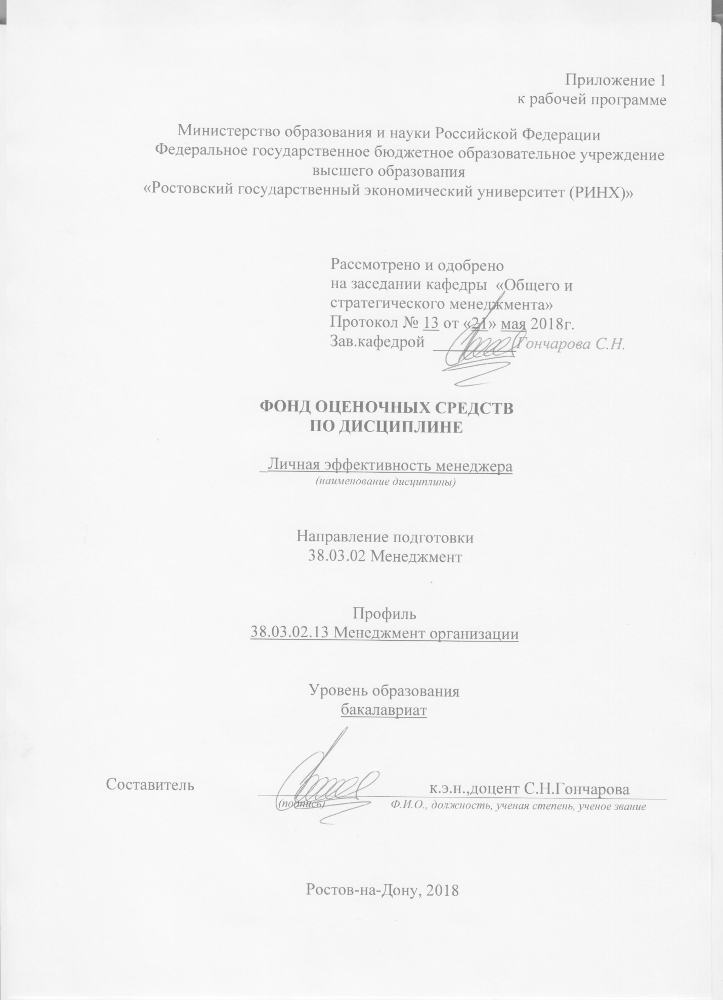 Приложение 1
к рабочей программе
Министерство образования и науки Российской Федерации
Федеральное государственное бюджетное образовательное учреждение
высшего образования
«Ростовский государственный экономический университет (РИНХ)»
Рассмотрено и одобрено
на заседании кафедры «Общего и
стратегического менеджмента»
Протокол № 13 от «21» мая 2018г.
Зав.кафедрой Гончарова С.Н.
ФОНД ОЦЕНОЧНЫХ СРЕДСТВ
ПО ДИСЦИПЛИНЕ
_Личная эффективность менеджера
(наименование дисциплины)
Направление подготовки
38.03.02 Менеджмент
Профиль
38.03.02.13 Менеджмент организации
Уровень образования
бакалавриат
Составитель к.э.н.,доцент С.Н.Гончарова
(подпись) Ф.И.О., должность, ученая степень, ученое звание
Ростов-на-Дону, 2018